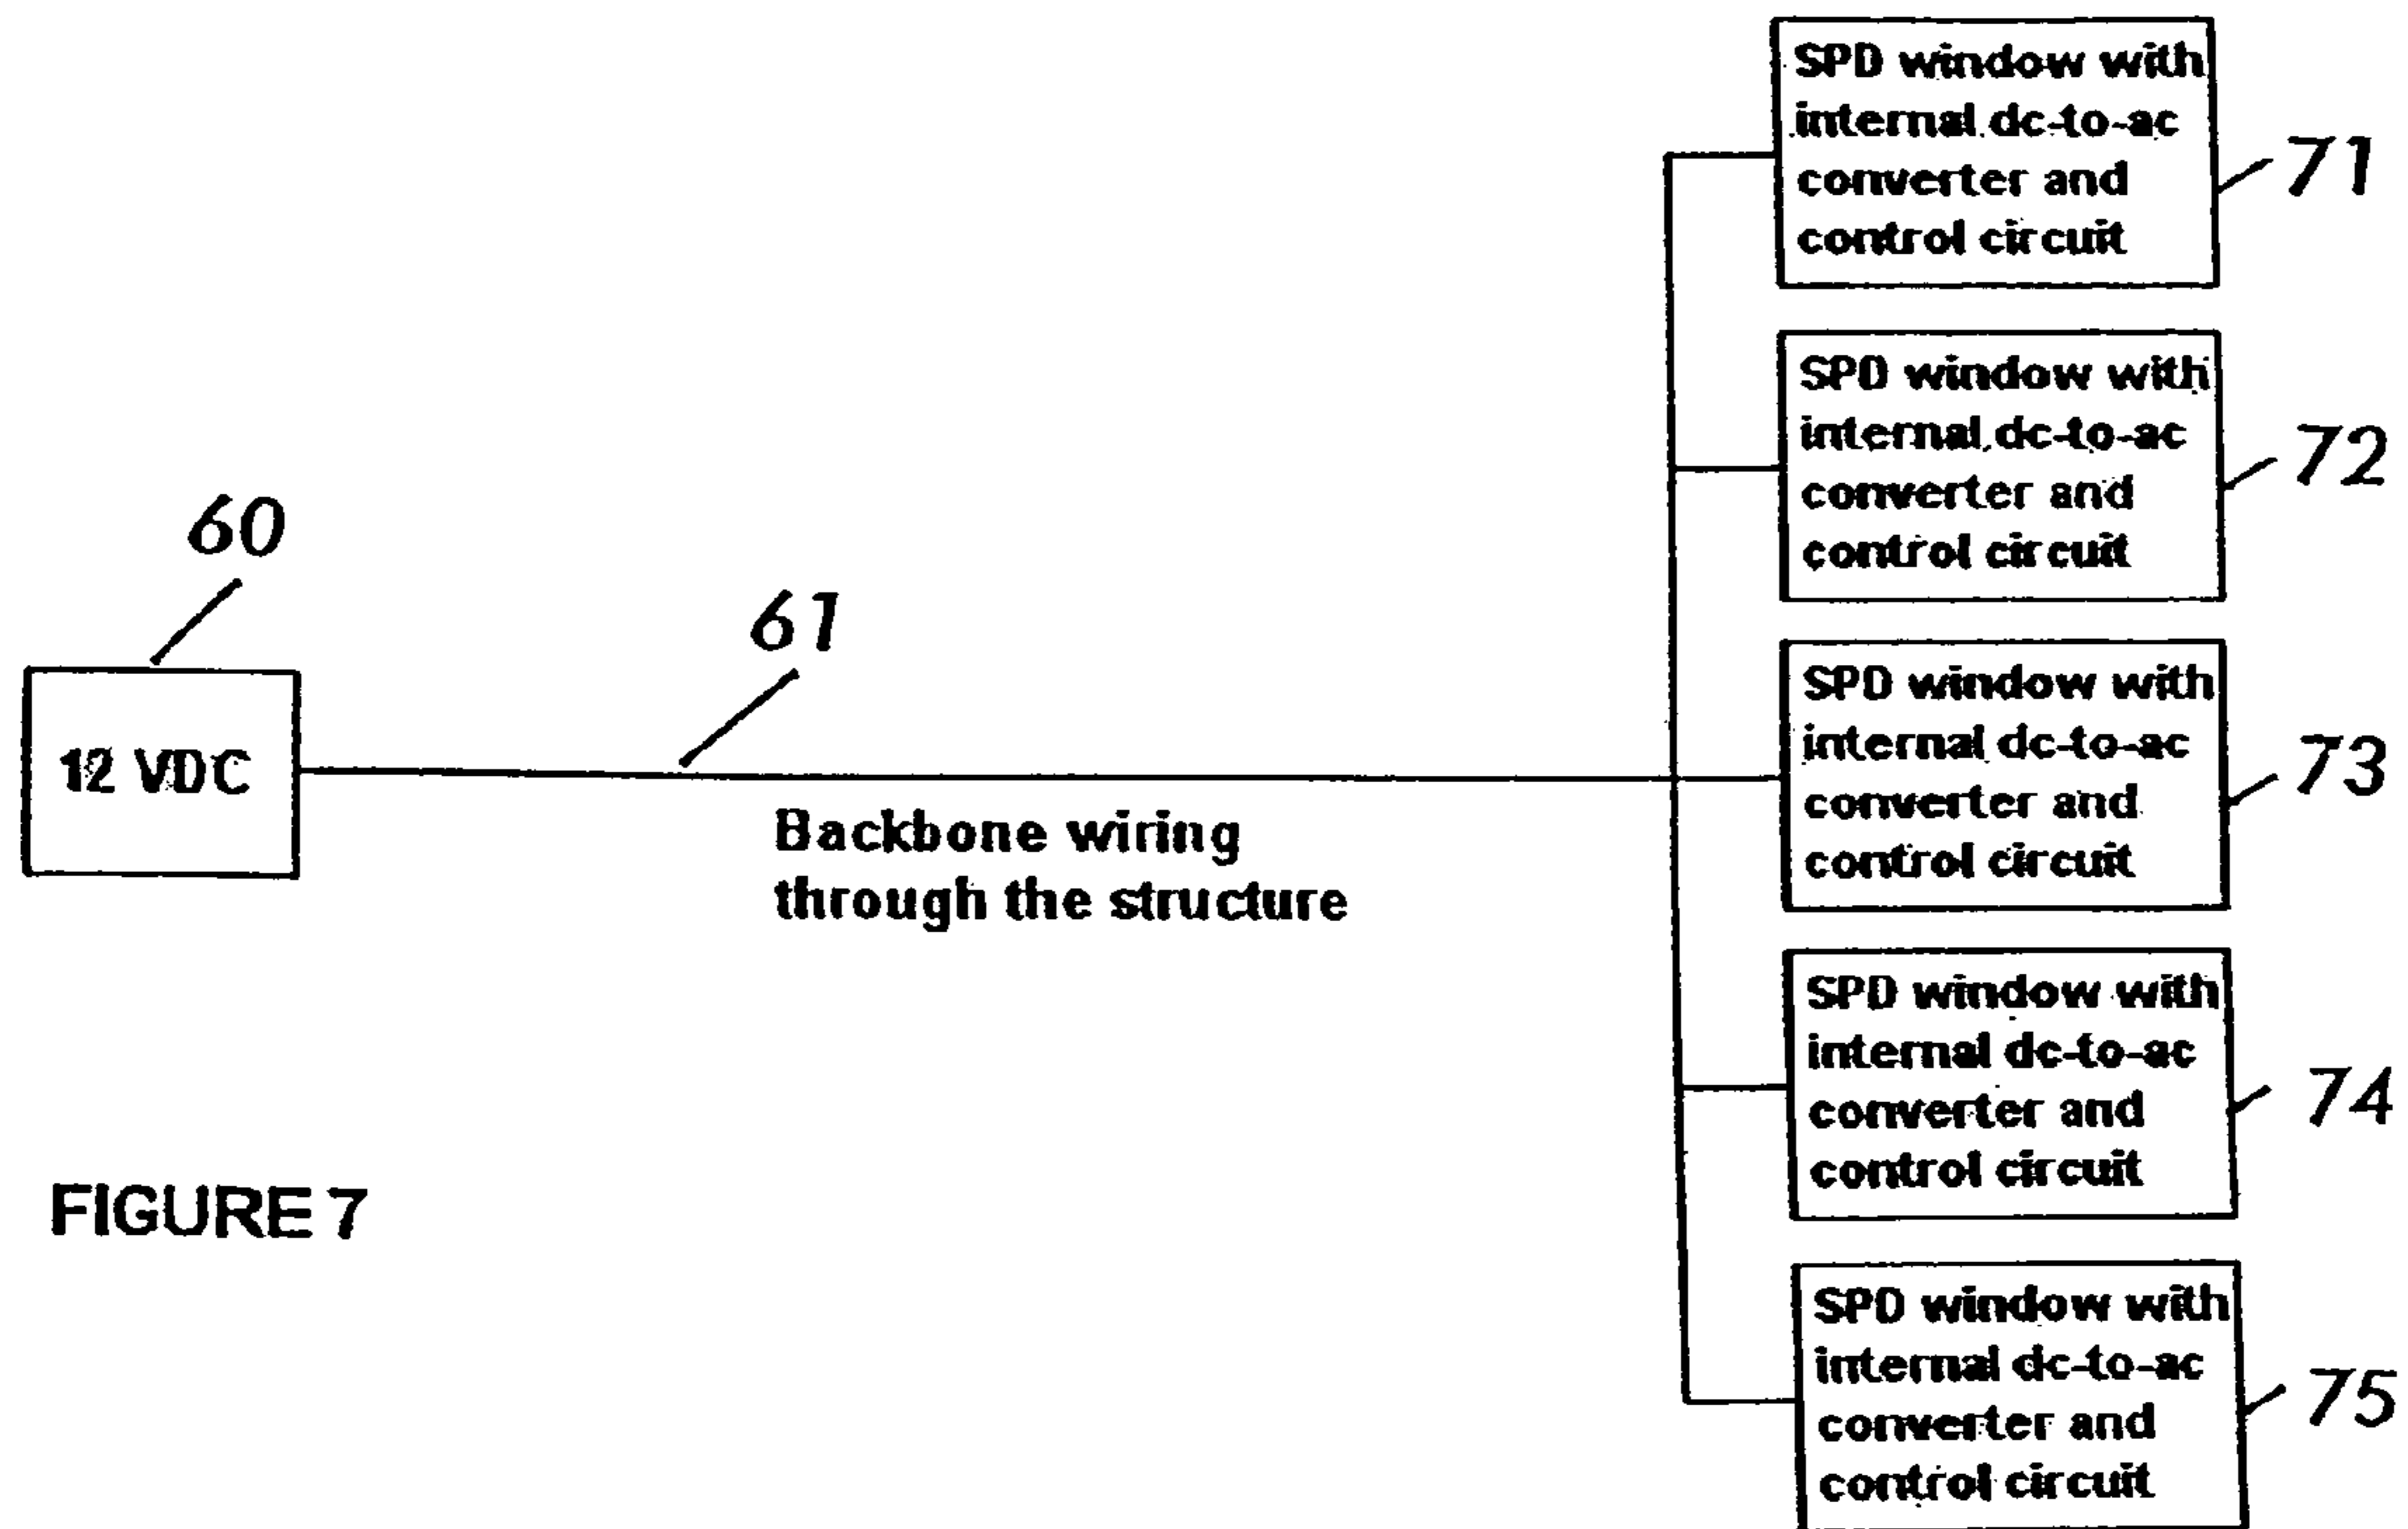 SPD window with
internal dc-to-ac
converter and
control circuit
71
SPD window with
internal dc-to-ac
converter and
control circuit
72
60
61
12 VDC
Backbone wiring
through the structure
SPD window with
internal dc-to-ac
converter and
control circuit
73
SPD window with
internal dc-to-ac
converter and
control circuit
74
FIGURE 7
SPD window with
internal dc-to-ac
converter and
control circuit
75